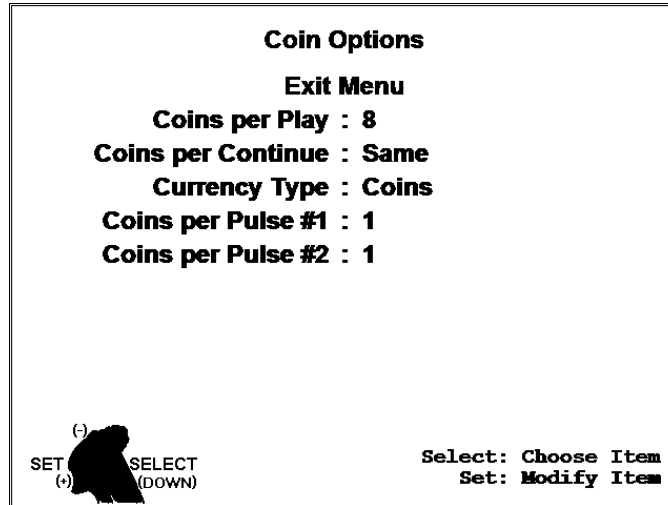 Coin Options
Exit Menu
Coins per Play : 8
Coins per Continue : Same
Currency Type : Coins
Coins per Pulse #1 : 1
Coins per Pulse #2 : 1
(-)
SET SELECT
(+) (DOWN)
Select: Choose Item
Set: Modify Item